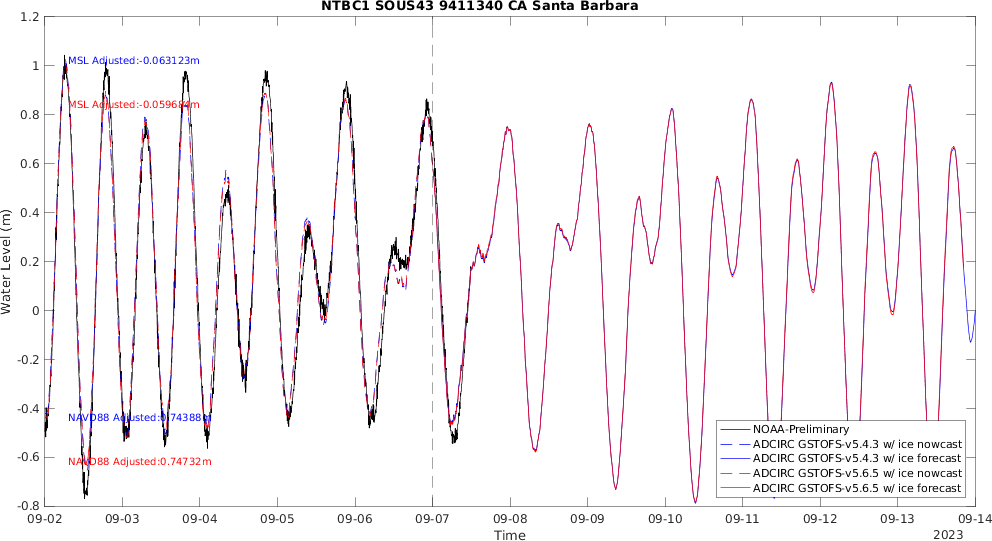 NTBC1 SOUS43 9411340 CA Santa Barbara
1.2
1
0.8
0.6
0.4
0.2
0
-0.2
-0.4
-0.6
-0.8
Water Level (m)
MSL Adjusted:-0.063123m
MSL Adjusted:-0.059684m
NAVD88 Adjusted:0.74388m
NAVD88 Adjusted:0.74732m
NOAA-Preliminary
ADCIRC GSTOFS-v5.4.3 w/ ice nowcast
ADCIRC GSTOFS-v5.4.3 w/ ice forecast
ADCIRC GSTOFS-v5.6.5 w/ ice nowcast
ADCIRC GSTOFS-v5.6.5 w/ ice forecast
09-02 09-03 09-04 09-05 09-06 09-07 09-08 09-09 09-10 09-11 09-12 09-13 09-14
Time
2023